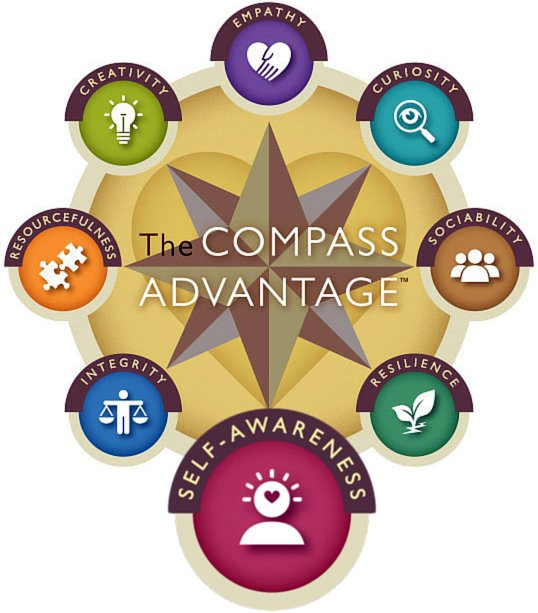 EMPATHY
CREATIVITY
CURIOSITY
RESOURCEFULNESS
SOCIABILITY
The COMPASS
ADVANTAGE™
INTEGRITY
RESILIENCE
SELF-AWARENESS